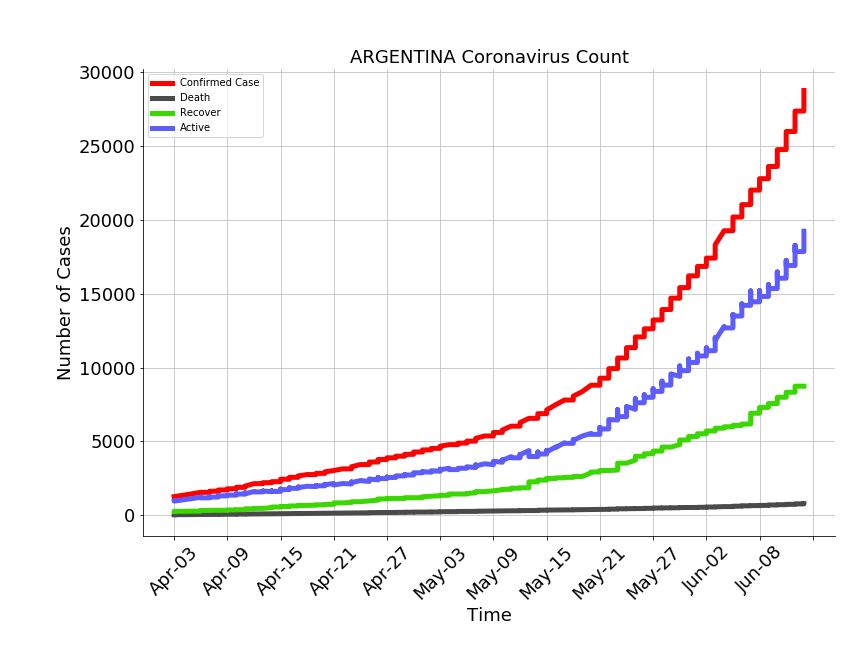 ARGENTINA Coronavirus Count
30000
25000
20000
15000
10000
5000
0
Number of Cases
Confirmed Case
Death
Recover
Active
Apr-03
Apr-09
Apr-15
Apr-21
Apr-27
May-03
May-09
May-15
May-21
May-27
Jun-02
Jun-08
Time